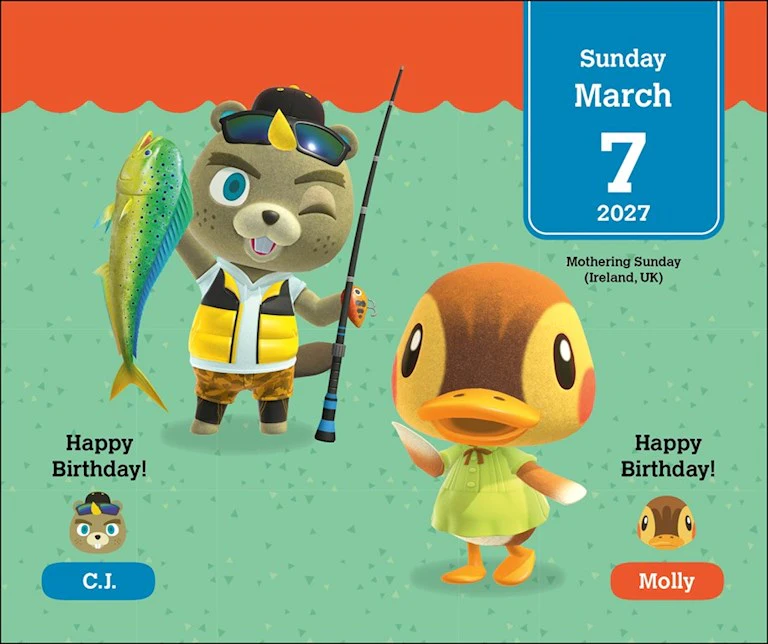 Sunday
March
7
2027
Mothering Sunday
(Ireland, UK)
Happy
Birthday!
C.J.
Happy
Birthday!
Molly